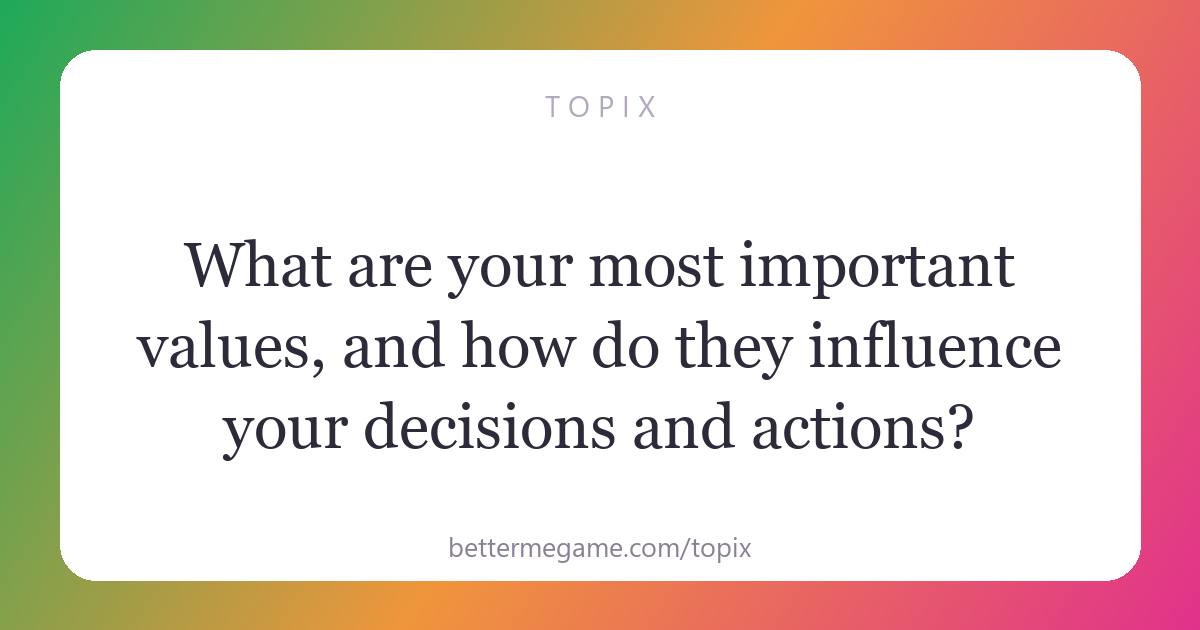 TOPIX
What are your most important
values, and how do they influence
your decisions and actions?
bettermegame.com/topix